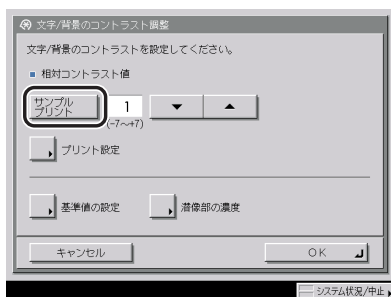 文字/背景のコントラスト調整
文字/背景のコントラストを設定してください。
相対コントラスト値
サンプル
プリント
1
(-7～+7)
プリント設定
基準値の設定
潜像部の濃度
キャンセル
OK
システム状況/中止